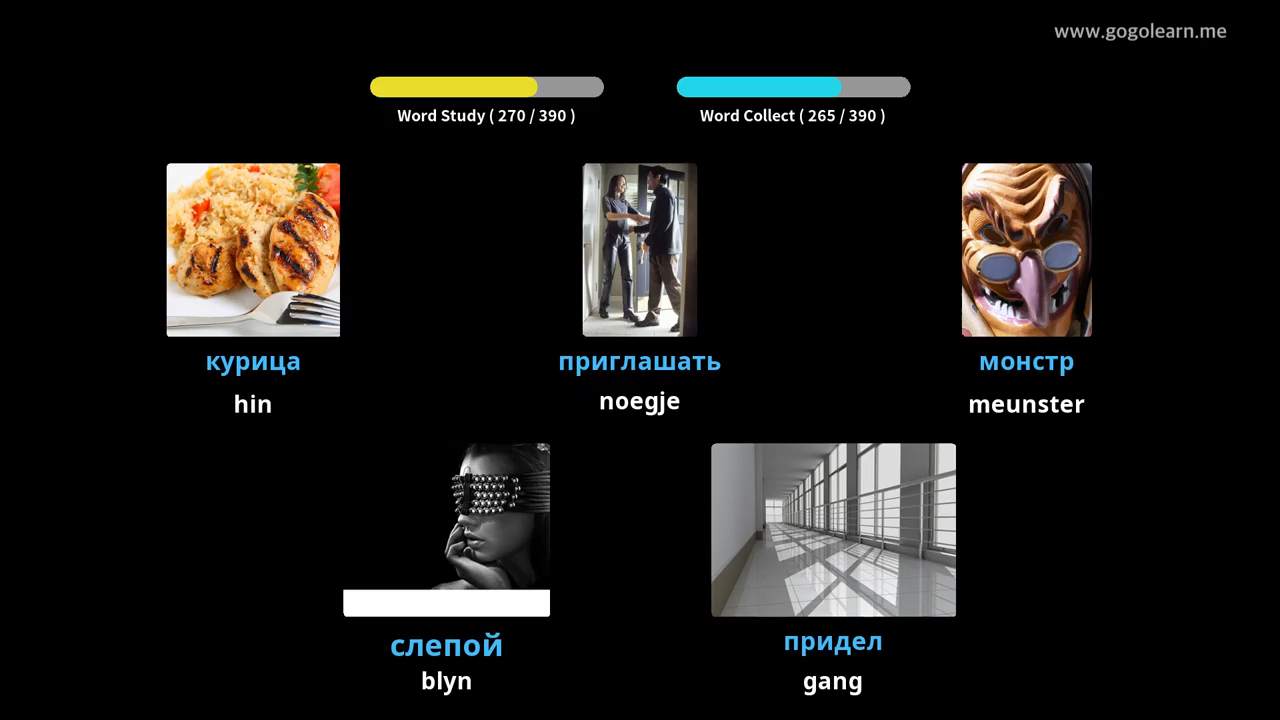 www.gogolearn.me
Word Study ( 270 / 390 )
Word Collect ( 265 / 390 )
курица
приглашать
монстр
hin
noegje
meunster
слепой
придел
blyn
gang